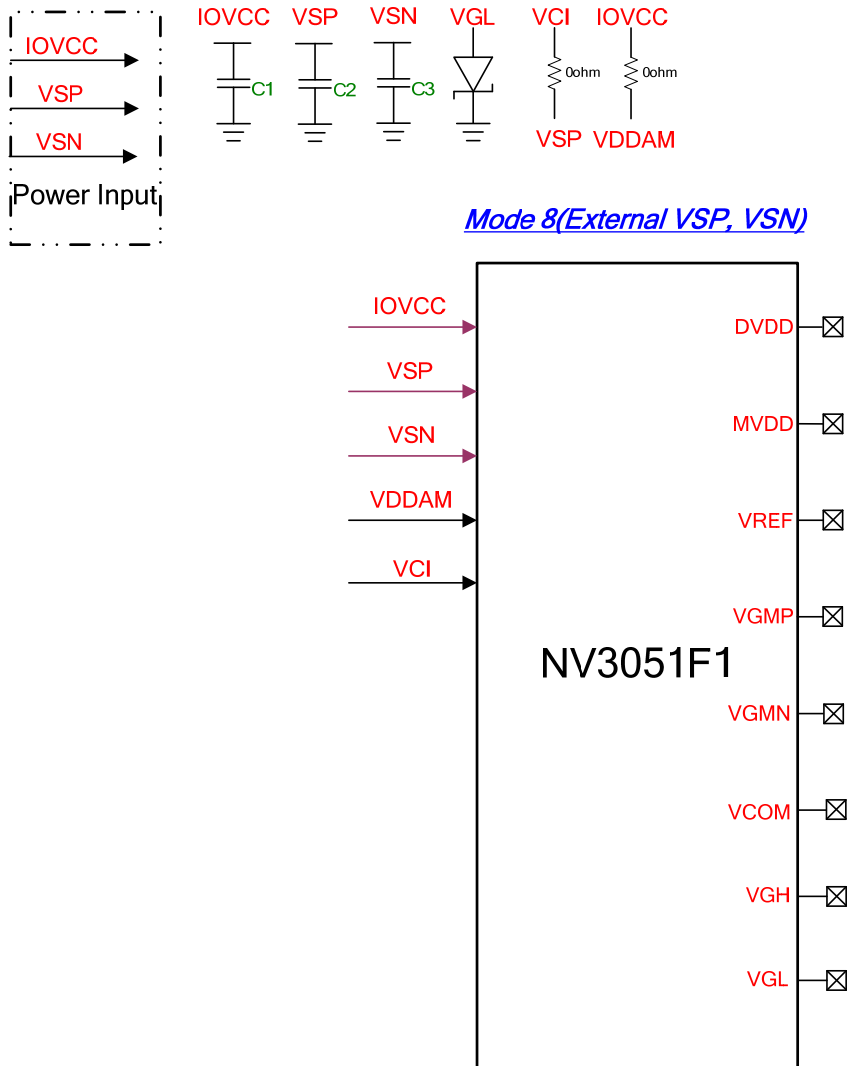 IOVCC VSP VSN VGL VCI IOVCC
IOVCC
VSP
VSN
Power Input
C1 C2 C3 0ohm 0ohm
VSP VDDAM
Mode 8(External VSP, VSN)
IOVCC
VSP
VSN
VDDAM
VCI
NV3051F1
DVDD
MVDD
VREF
VGMP
VGMN
VCOM
VGH
VGL